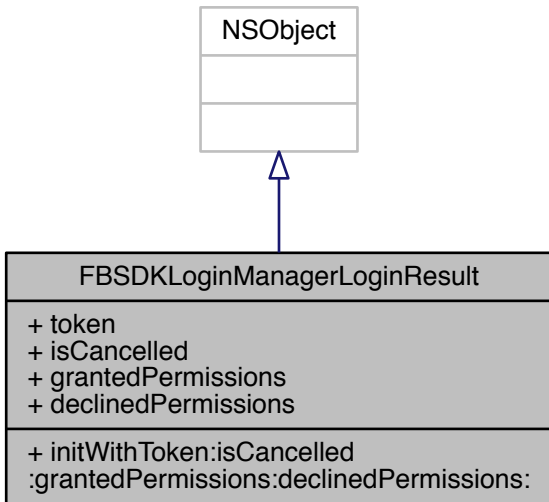 NSObject
FBSDKLoginManagerLoginResult
+ token
+ isCancelled
+ grantedPermissions
+ declinedPermissions
+ initWithToken:isCancelled
:grantedPermissions:declinedPermissions: